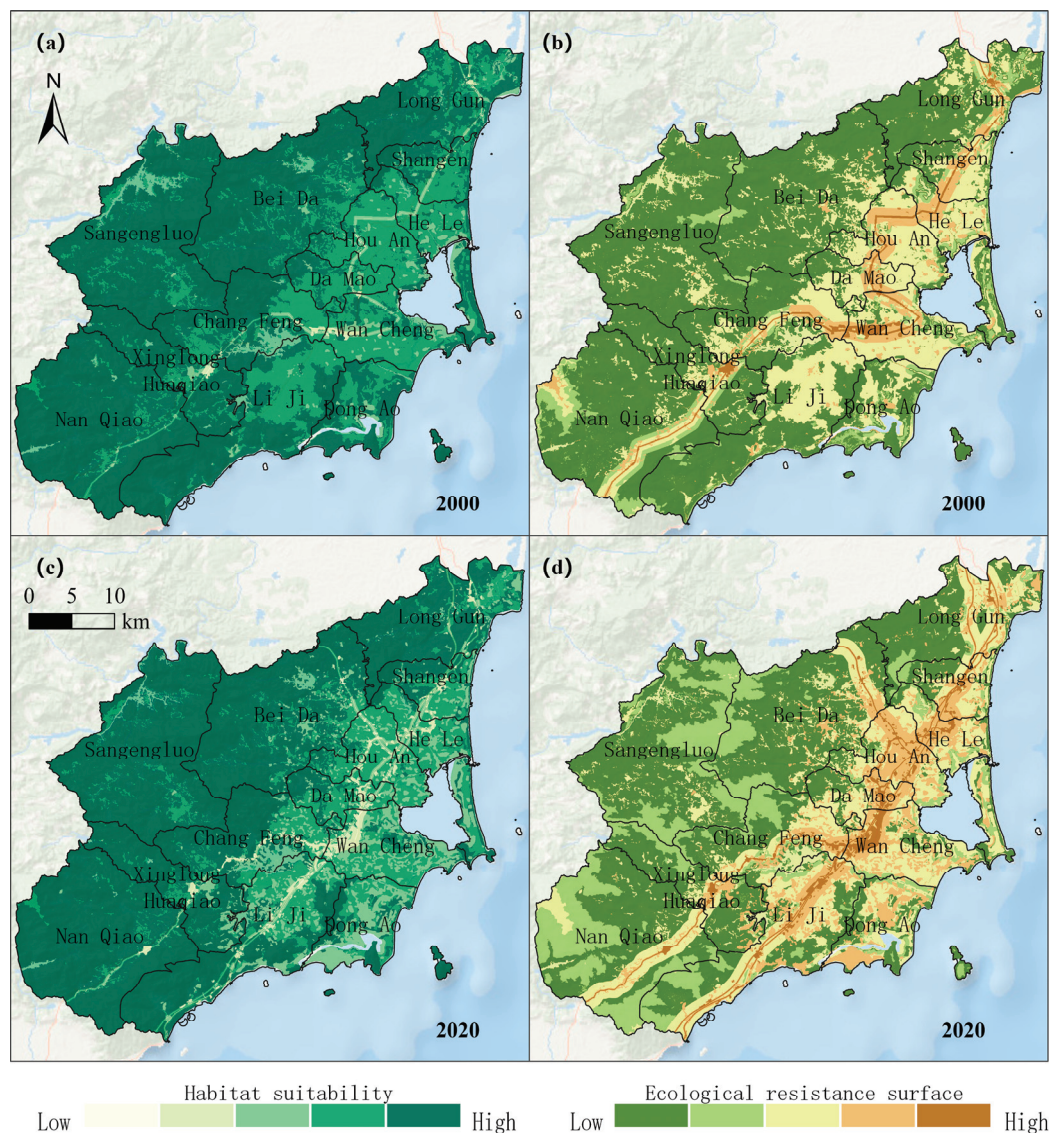 (a)
N
Long Gun
Shangen
Bei Da
He Le
Sangengluo
Hou An
Da Mao
Chang Feng
Wan Cheng
Xinglong
Huaqiao
Li Ji
Dong Ao
Nan Qiao
2000
(b)
Long Gun
Shangen
Bei Da
He Le
Sangengluo
Hou An
Da Mao
Chang Feng
Wan Cheng
Xinglong
Huaqiao
Li Ji
Dong Ao
Nan Qiao
2000
(c)
0 5 10
km
Long Gun
Shangen
Bei Da
He Le
Sangengluo
Hou An
Da Mao
Chang Feng
Wan Cheng
Xinglong
Huaqiao
Li Ji
Dong Ao
Nan Qiao
2020
(d)
Long Gun
Shangen
Bei Da
He Le
Sangengluo
Hou An
Da Mao
Chang Feng
Wan Cheng
Xinglong
Huaqiao
Li Ji
Dong Ao
Nan Qiao
2020
Habitat suitability
Low High
Ecological resistance surface
Low High